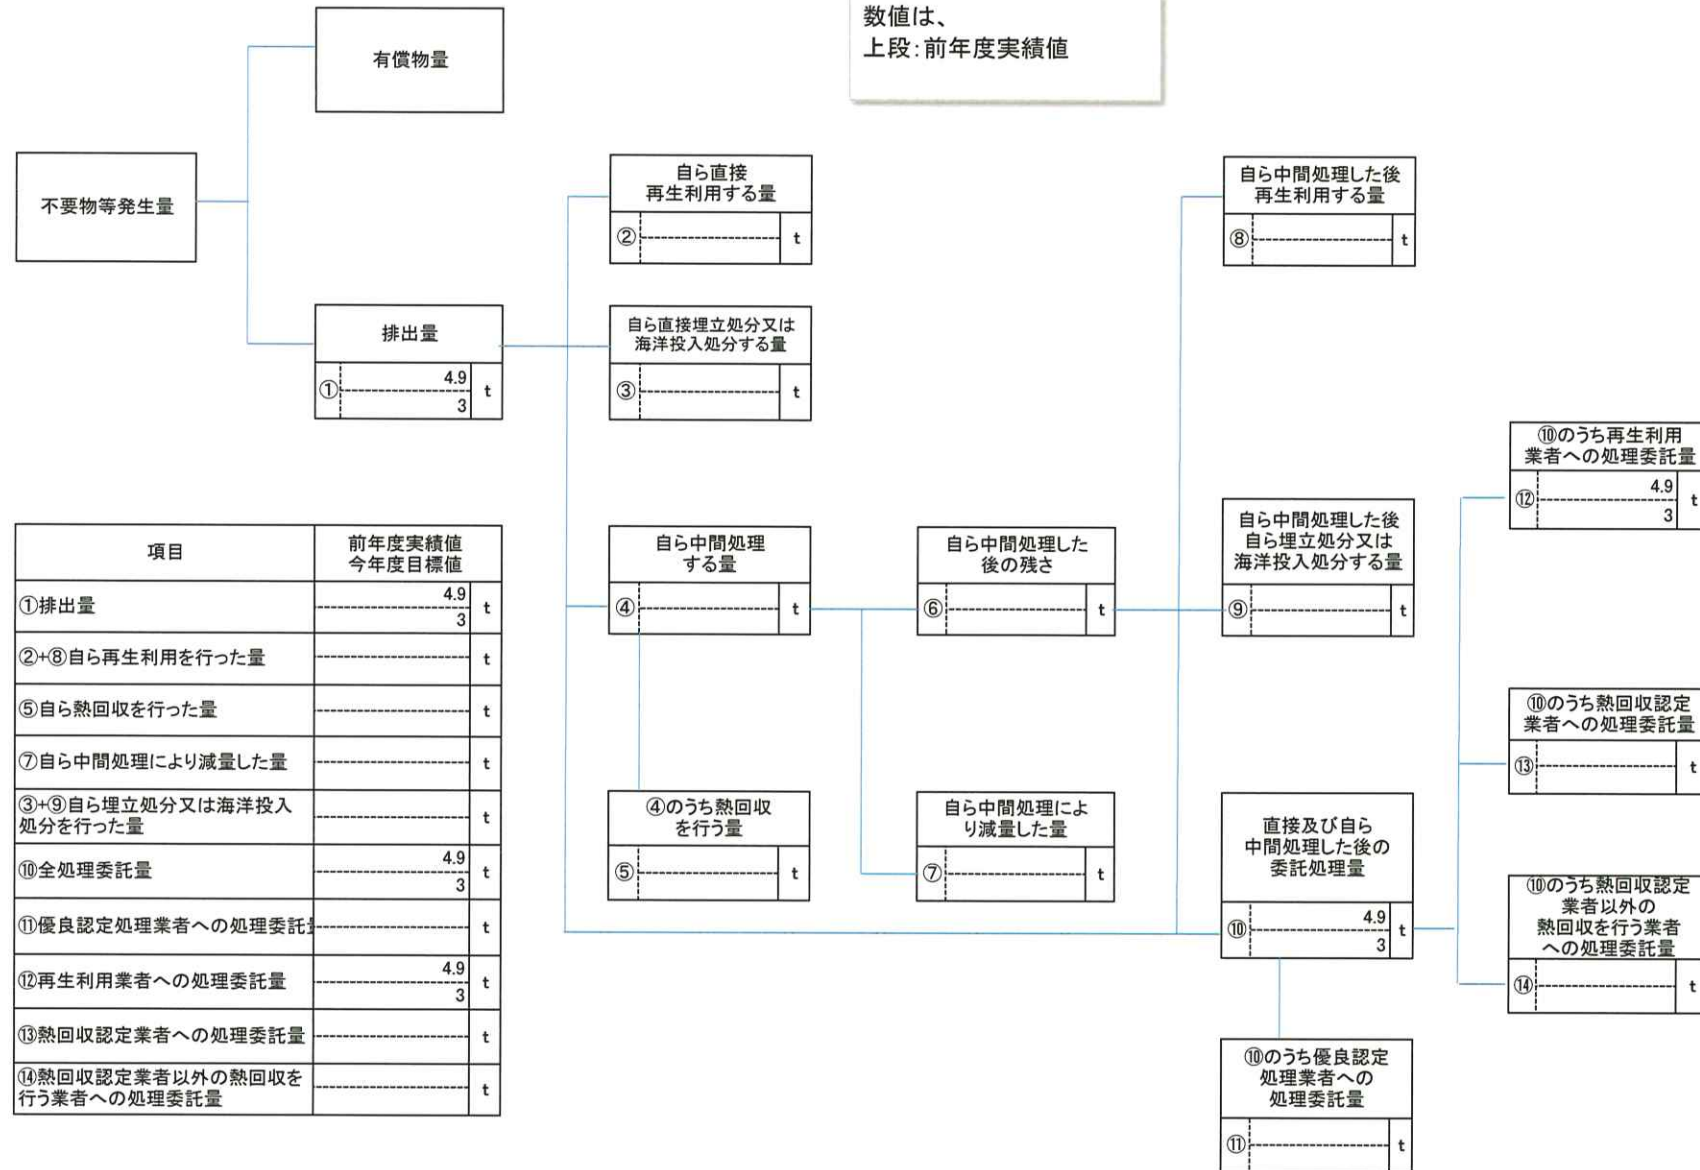 数値は、
上段：前年度実績値
有償物量
不要物等発生量
排出量
① 4.9 t
3
自ら直接
再生利用する量
② t
自ら直接埋立処分又は
海洋投入処分する量
③ t
自ら中間処理
する量
④ t
④のうち熱回収
を行う量
⑤ t
自ら中間処理した
後の残さ
⑥ t
自ら中間処理によ
り減量した量
⑦ t
自ら中間処理した後
再生利用する量
⑧ t
自ら中間処理した後
自ら埋立処分又は
海洋投入処分する量
⑨ t
直接及び自ら
中間処理した後の
委託処理量
⑩ 4.9 t
3
⑩のうち優良認定
処理業者への
処理委託量
⑪ t
⑩のうち再生利用
業者への処理委託量
⑫ 4.9 t
3
⑩のうち熱回収認定
業者への処理委託量
⑬ t
⑩のうち熱回収認定
業者以外の
熱回収を行う業者
への処理委託量
⑭ t
項目 前年度実績値
今年度目標値
①排出量 4.9 t
3
②+⑧自ら再生利用を行った量 t
⑤自ら熱回収を行った量 t
⑦自ら中間処理により減量した量 t
③+⑨自ら埋立処分又は海洋投入
処分を行った量 t
⑩全処理委託量 4.9 t
3
⑪優良認定処理業者への処理委託 t
⑫再生利用業者への処理委託量 4.9 t
3
⑬熱回収認定業者への処理委託量 t
⑭熱回収認定業者以外の熱回収を
行う業者への処理委託量 t